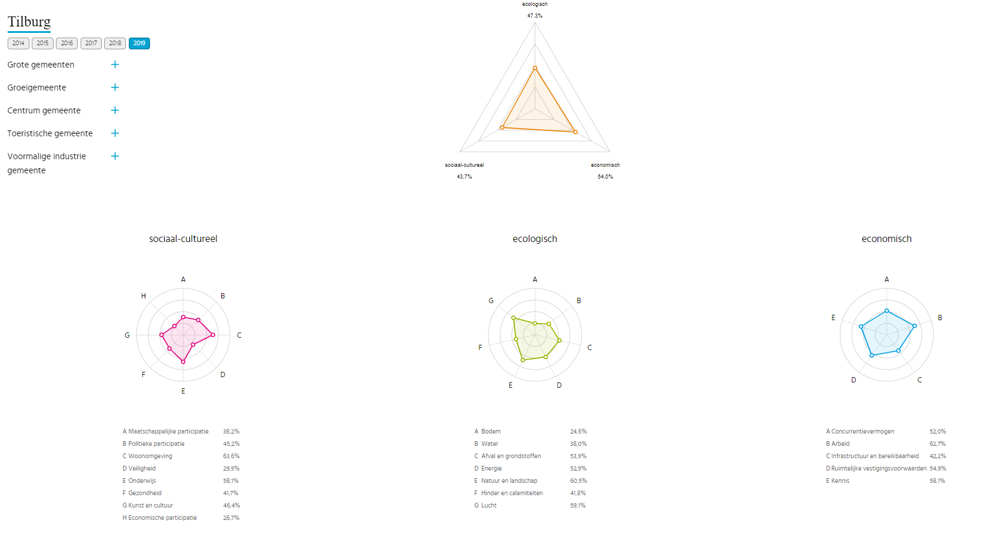 Tilburg
2014 2015 2016 2017 2018 2019
Grote gemeenten
Groeigemeente
Centrum gemeente
Toeristische gemeente
Voormalige industrie
gemeente
ecologisch
47,3%
sociaal-cultureel
43,7%
economisch
54,0%
sociaal-cultureel
A
B
C
D
E
F
G
H
A Maatschappelijke participatie 38,2%
B Politieke participatie 45,2%
C Woonomgeving 63,6%
D Veiligheid 29,9%
E Onderwijs 58,1%
F Gezondheid 41,7%
G Kunst en cultuur 46,4%
H Economische participatie 26,7%
ecologisch
A
B
C
D
E
F
G
A Bodem 24,6%
B Water 38,0%
C Afval en grondstoffen 53,9%
D Energie 52,9%
E Natuur en landschap 60,5%
F Hinder en calamiteiten 41,8%
G Lucht 59,1%
economisch
A
B
C
D
E
A Concurrentievermogen 52,0%
B Arbeid 62,7%
C Infrastructuur en bereikbaarheid 42,2%
D Ruimtelijke vestigingsvoorwaarden 54,9%
E Kennis 58,1%